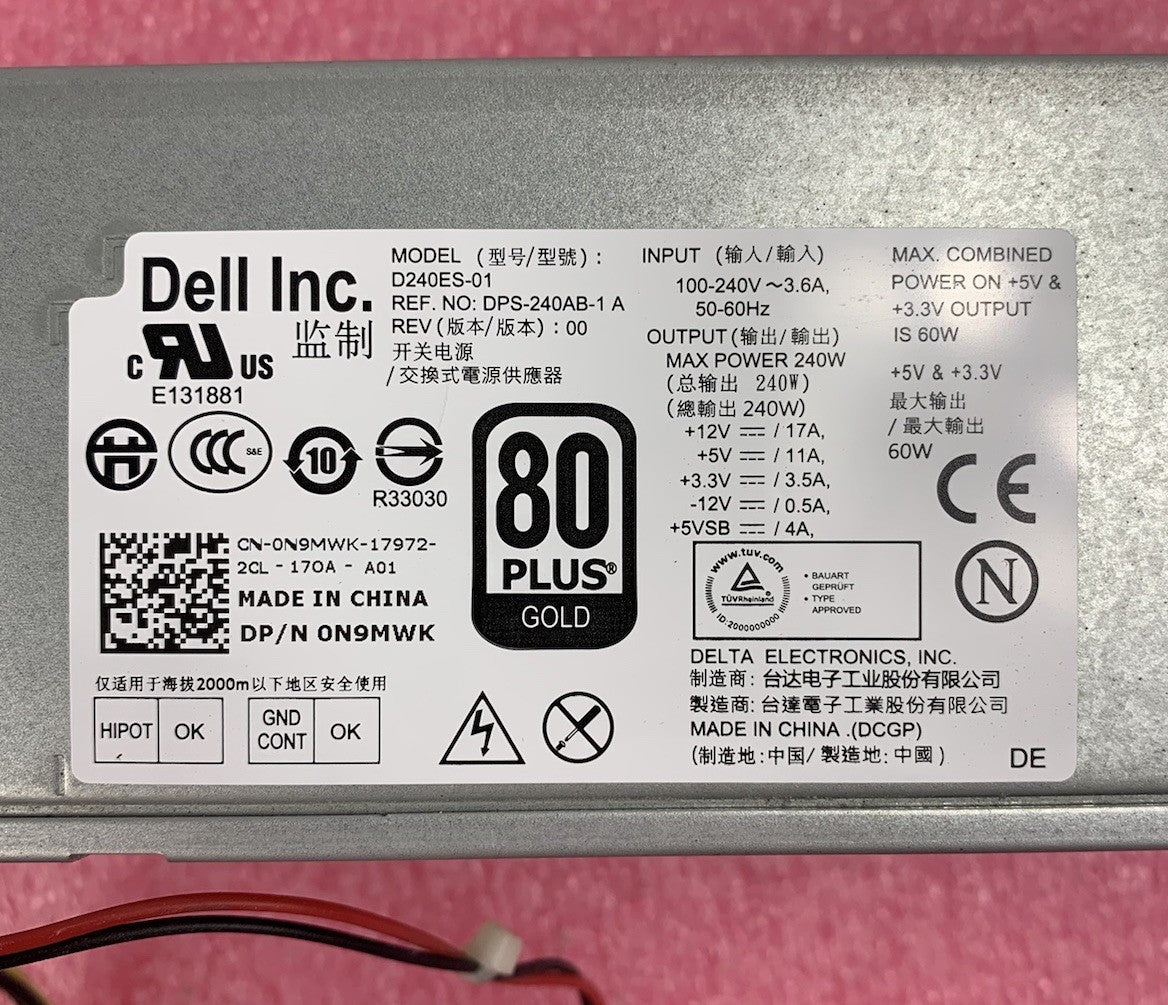 Dell Inc.
监制
C US
E131881
MODEL (型号/型號) :
D240ES-01
REF. NO: DPS-240AB-1 A
REV (版本/版本) : 00
开关电源
/ 交換式電源供應器
CCC S&E
10
R33030
80
PLUS®
GOLD
CN-0N9MWK-17972-
2CL - 170A - A01
MADE IN CHINA
DP/N 0N9MWK
仅适用于海拔2000m以下地区安全使用
HIPOT OK
GND CONT OK
INPUT (输人/輸入)
100-240V ～3.6A,
50-60Hz
OUTPUT (输出/輸出)
MAX POWER 240W
(总输出 240W)
(總輸出 240W)
+12V ⎓ / 17A,
+5V ⎓ / 11A,
+3.3V ⎓ / 3.5A,
-12V ⎓ / 0.5A,
+5VSB ⎓ / 4A,
MAX. COMBINED
POWER ON +5V &
+3.3V OUTPUT
IS 60W
+5V & +3.3V
最大输出
/ 最大輸出
60W
CE
www.tuv.com
TÜVRheinland
ID:2000000000
• BAUART
GEPRÜFT
• TYPE
APPROVED
N
DELTA ELECTRONICS, INC.
制造商: 台达电子工业股份有限公司
製造商: 台達電子工業股份有限公司
MADE IN CHINA .(DCGP)
(制造地:中国/ 製造地: 中國 )
DE